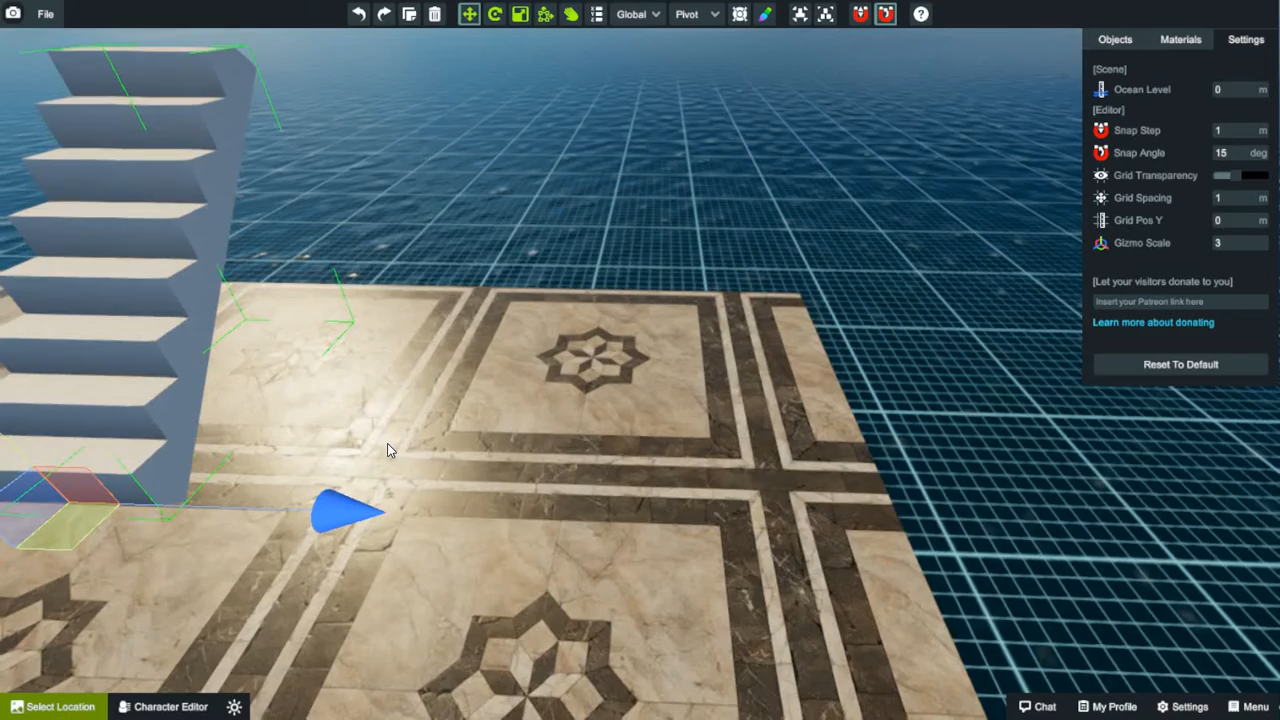 File
Global
Pivot
?
Objects Materials Settings
[Scene]
Ocean Level 0 m
[Editor]
Snap Step 1 m
Snap Angle 15 deg
Grid Transparency
Grid Spacing 1 m
Grid Pos Y 0 m
Gizmo Scale 3
[Let your visitors donate to you]
Insert your Patreon link here
Learn more about donating
Reset To Default
Select Location Character Editor
Chat My Profile Settings Menu